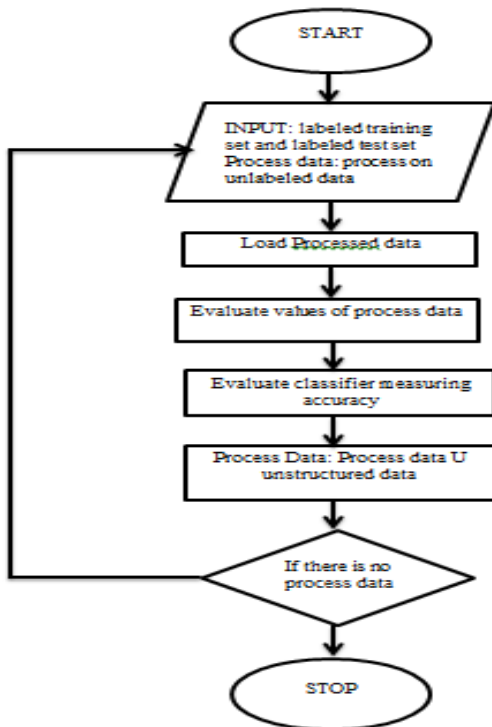 START
INPUT: labeled training
set and labeled test set
Process data: process on
unlabeled data
Load Processed data
Evaluate values of process data
Evaluate classifier measuring
accuracy
Process Data: Process data U
unstructured data
If there is no
process data
STOP